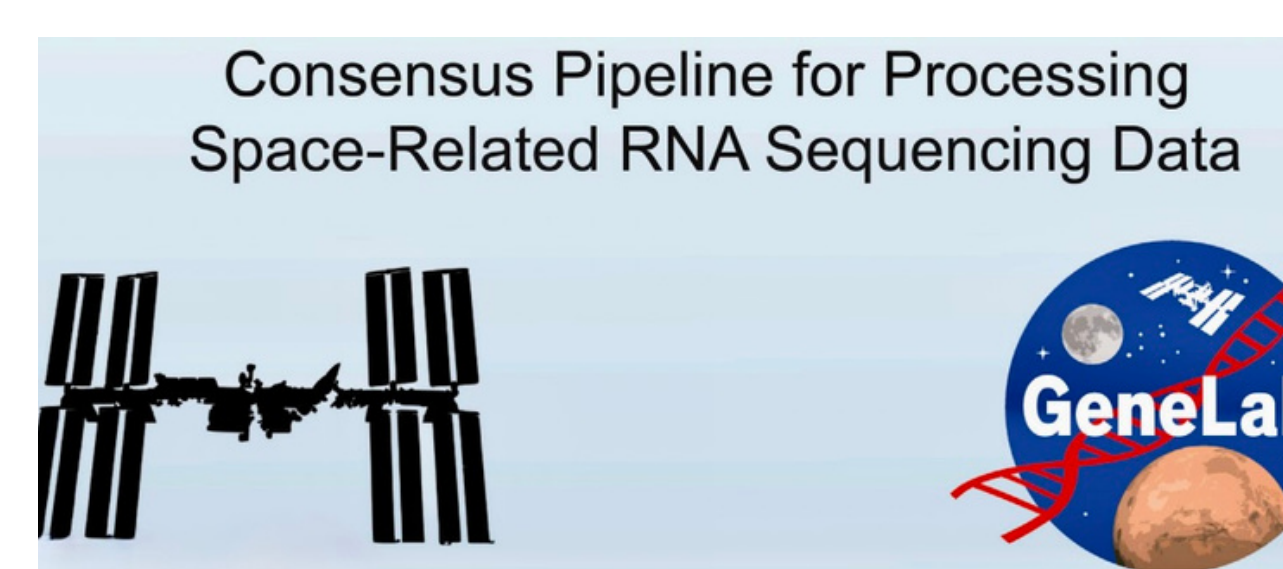 Consensus Pipeline for Processing
Space-Related RNA Sequencing Data
GeneLa